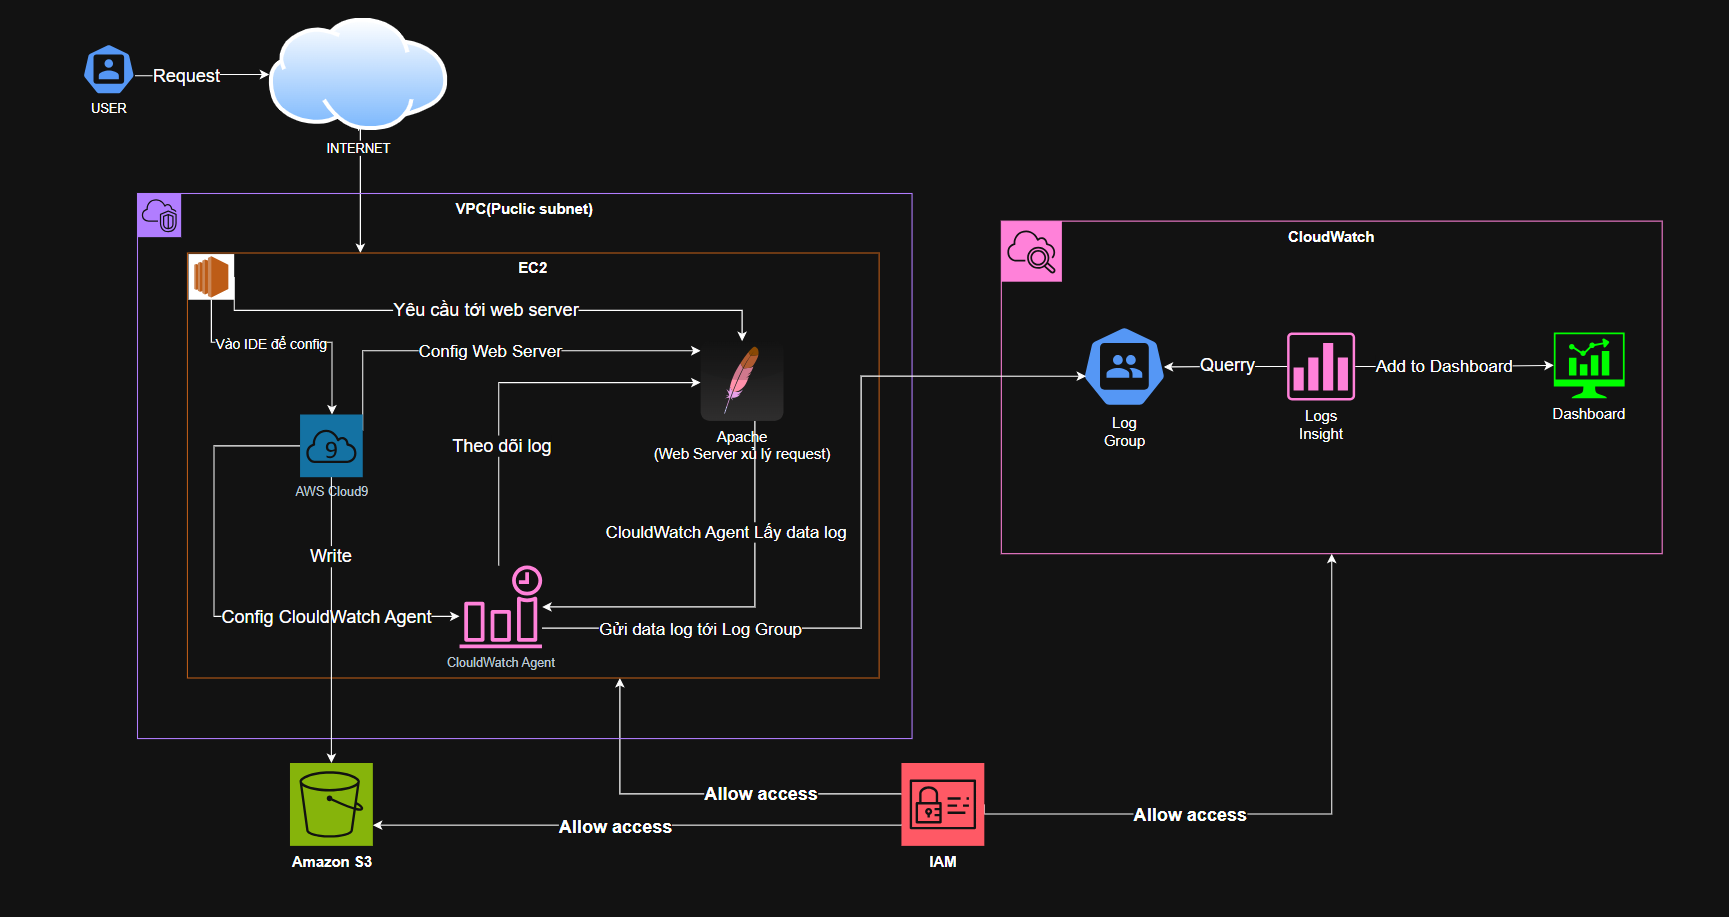 Request
USER
INTERNET
VPC(Puclic subnet)
EC2
Yêu cầu tới web server
Vào IDE để config
Config Web Server
Theo dõi log
Apache
(Web Server xủ lý request)
9
AWS Cloud9
ClouldWatch Agent Lấy data log
Write
Config ClouldWatch Agent
Gửi data log tới Log Group
ClouldWatch Agent
CloudWatch
Querry
Add to Dashboard
Log
Group
Logs
Insight
Dashboard
Allow access
Allow access
Allow access
Amazon S3
IAM